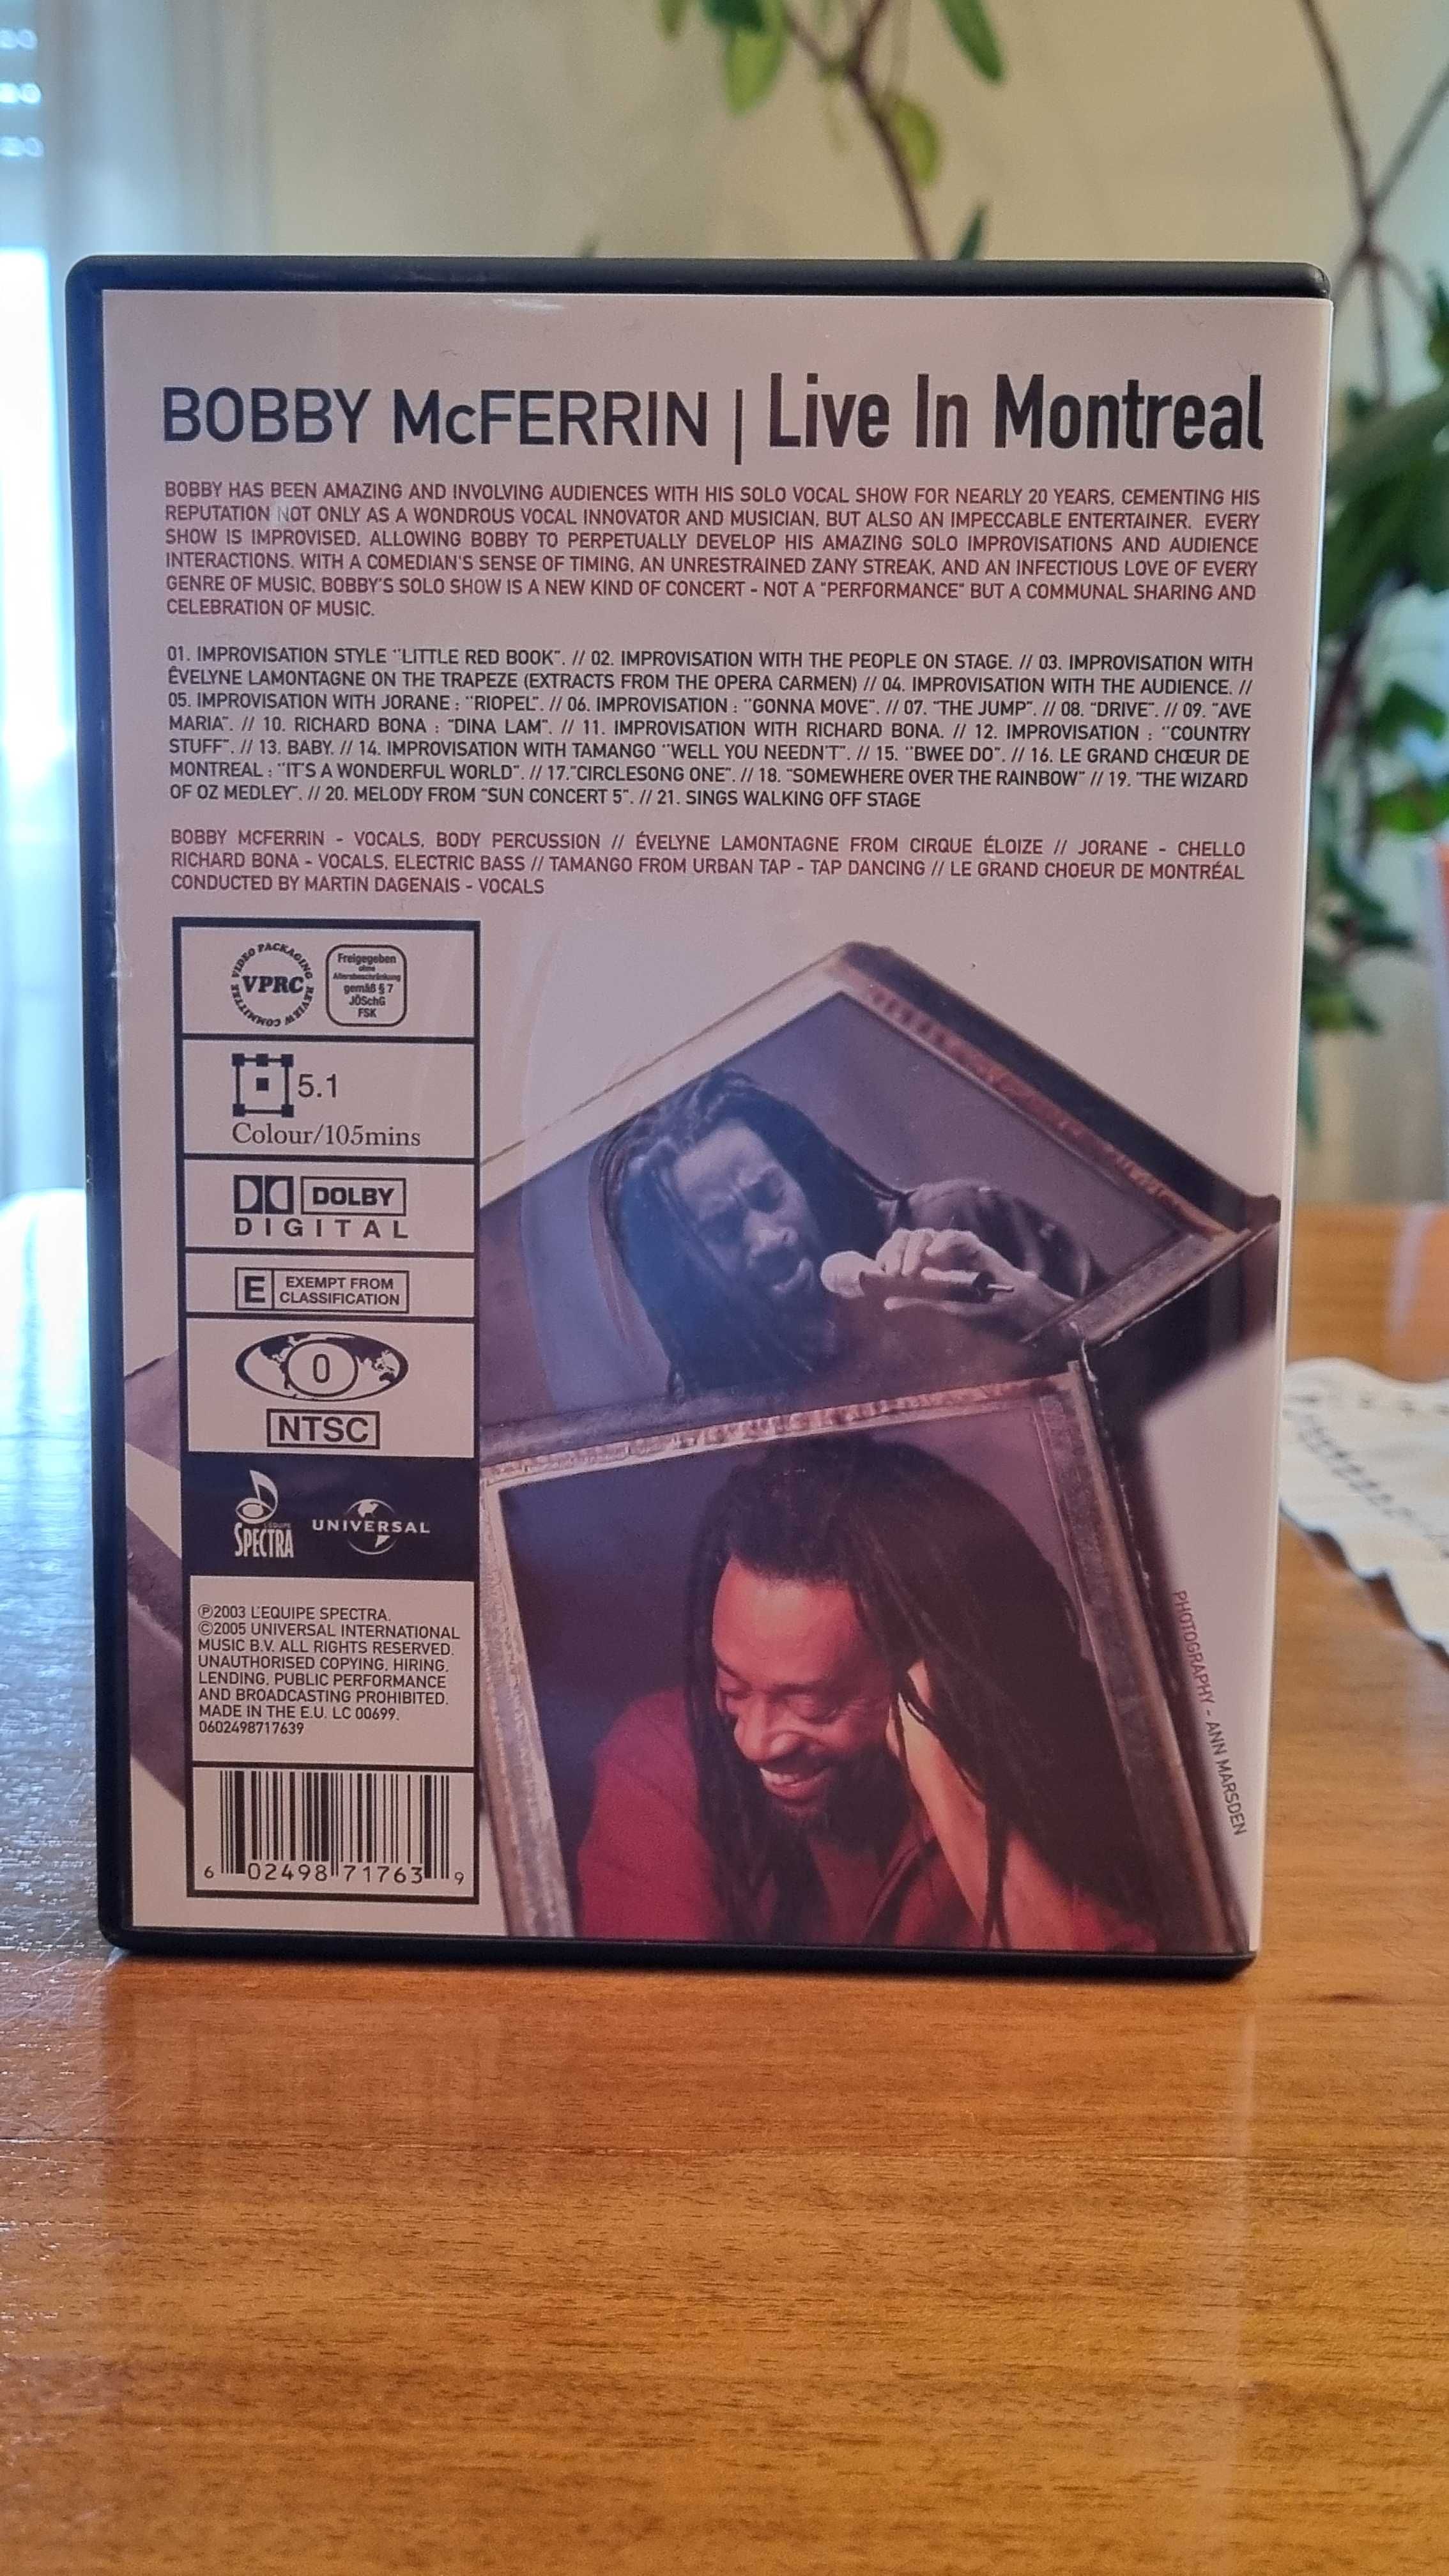 BOBBY McFERRIN | Live In Montreal
BOBBY HAS BEEN AMAZING AND INVOLVING AUDIENCES WITH HIS SOLO VOCAL SHOW FOR NEARLY 20 YEARS, CEMENTING HIS
REPUTATION NOT ONLY AS A WONDROUS VOCAL INNOVATOR AND MUSICIAN, BUT ALSO AN IMPECCABLE ENTERTAINER. EVERY
SHOW IS IMPROVISED, ALLOWING BOBBY TO PERPETUALLY DEVELOP HIS AMAZING SOLO IMPROVISATIONS AND AUDIENCE
INTERACTIONS. WITH A COMEDIAN'S SENSE OF TIMING, AN UNRESTRAINED ZANY STREAK, AND AN INFECTIOUS LOVE OF EVERY
GENRE OF MUSIC, BOBBY'S SOLO SHOW IS A NEW KIND OF CONCERT - NOT A "PERFORMANCE" BUT A COMMUNAL SHARING AND
CELEBRATION OF MUSIC.
01. IMPROVISATION STYLE "LITTLE RED BOOK". // 02. IMPROVISATION WITH THE PEOPLE ON STAGE. // 03. IMPROVISATION WITH
ÊVELYNE LAMONTAGNE ON THE TRAPEZE (EXTRACTS FROM THE OPERA CARMEN) // 04. IMPROVISATION WITH THE AUDIENCE. //
05. IMPROVISATION WITH JORANE : "RIOPEL". // 06. IMPROVISATION : "GONNA MOVE". // 07. "THE JUMP". // 08. "DRIVE". // 09. "AVE
MARIA". // 10. RICHARD BONA : "DINA LAM". // 11. IMPROVISATION WITH RICHARD BONA. // 12. IMPROVISATION : "COUNTRY
STUFF". // 13. BABY. // 14. IMPROVISATION WITH TAMANGO "WELL YOU NEEDN'T". // 15. "BWEE DO". // 16. LE GRAND CHŒUR DE
MONTREAL : "IT'S A WONDERFUL WORLD". // 17."CIRCLESONG ONE". // 18. "SOMEWHERE OVER THE RAINBOW" // 19. "THE WIZARD
OF OZ MEDLEY". // 20. MELODY FROM "SUN CONCERT 5". // 21. SINGS WALKING OFF STAGE
BOBBY MCFERRIN - VOCALS, BODY PERCUSSION // ÉVELYNE LAMONTAGNE FROM CIRQUE ÉLOIZE // JORANE - CHELLO
RICHARD BONA - VOCALS, ELECTRIC BASS // TAMANGO FROM URBAN TAP - TAP DANCING // LE GRAND CHOEUR DE MONTRÉAL
CONDUCTED BY MARTIN DAGENAIS - VOCALS
VIDEO PACKAGING REVIEW COMMITTEE
VPRC
Freigegeben
ohne
Altersbeschränkung
gemäß § 7
JÖSchG
FSK
5.1
Colour/105mins
DOLBY
DIGITAL
E EXEMPT FROM
CLASSIFICATION
0
NTSC
L'ÉQUIPE
SPECTRA
UNIVERSAL
℗2003 L'EQUIPE SPECTRA.
©2005 UNIVERSAL INTERNATIONAL
MUSIC B.V. ALL RIGHTS RESERVED.
UNAUTHORISED COPYING, HIRING,
LENDING, PUBLIC PERFORMANCE
AND BROADCASTING PROHIBITED.
MADE IN THE E.U. LC 00699.
0602498717639
6 02498 71763 9
PHOTOGRAPHY - ANN MARSDEN